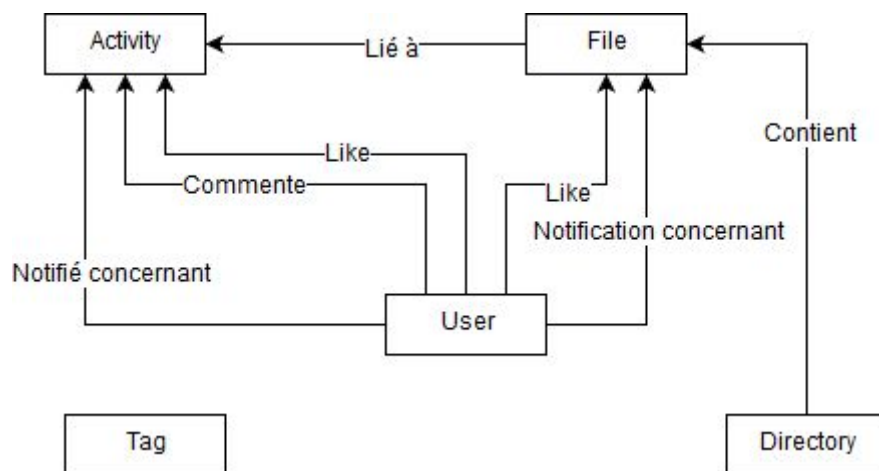 Activity
File
Lié à
Contient
Like
Commente
Like
Notification concernant
Notifié concernant
User
Tag
Directory